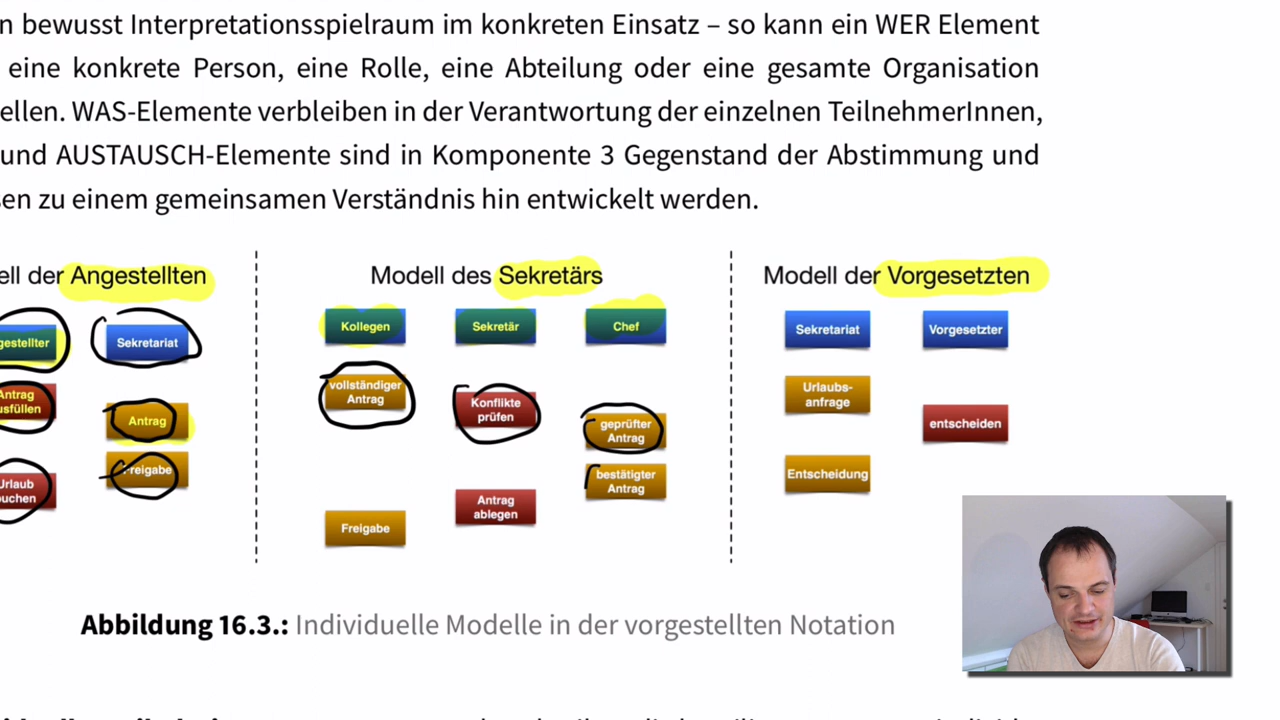 n bewusst Interpretationsspielraum im konkreten Einsatz – so kann ein WER Element
eine konkrete Person, eine Rolle, eine Abteilung oder eine gesamte Organisation
ellen. WAS-Elemente verbleiben in der Verantwortung der einzelnen TeilnehmerInnen,
und AUSTAUSCH-Elemente sind in Komponente 3 Gegenstand der Abstimmung und
sen zu einem gemeinsamen Verständnis hin entwickelt werden.
ell der Angestellten
gestellter
Sekretariat
Antrag
usfüllen
Antrag
Freigabe
Urlaub
buchen
Modell des Sekretärs
Kollegen
Sekretär
Chef
vollständiger
Antrag
Konflikte
prüfen
geprüfter
Antrag
bestätigter
Antrag
Antrag
ablegen
Freigabe
Modell der Vorgesetzten
Sekretariat
Vorgesetzter
Urlaubs-
anfrage
entscheiden
Entscheidung
Abbildung 16.3.: Individuelle Modelle in der vorgestellten Notation